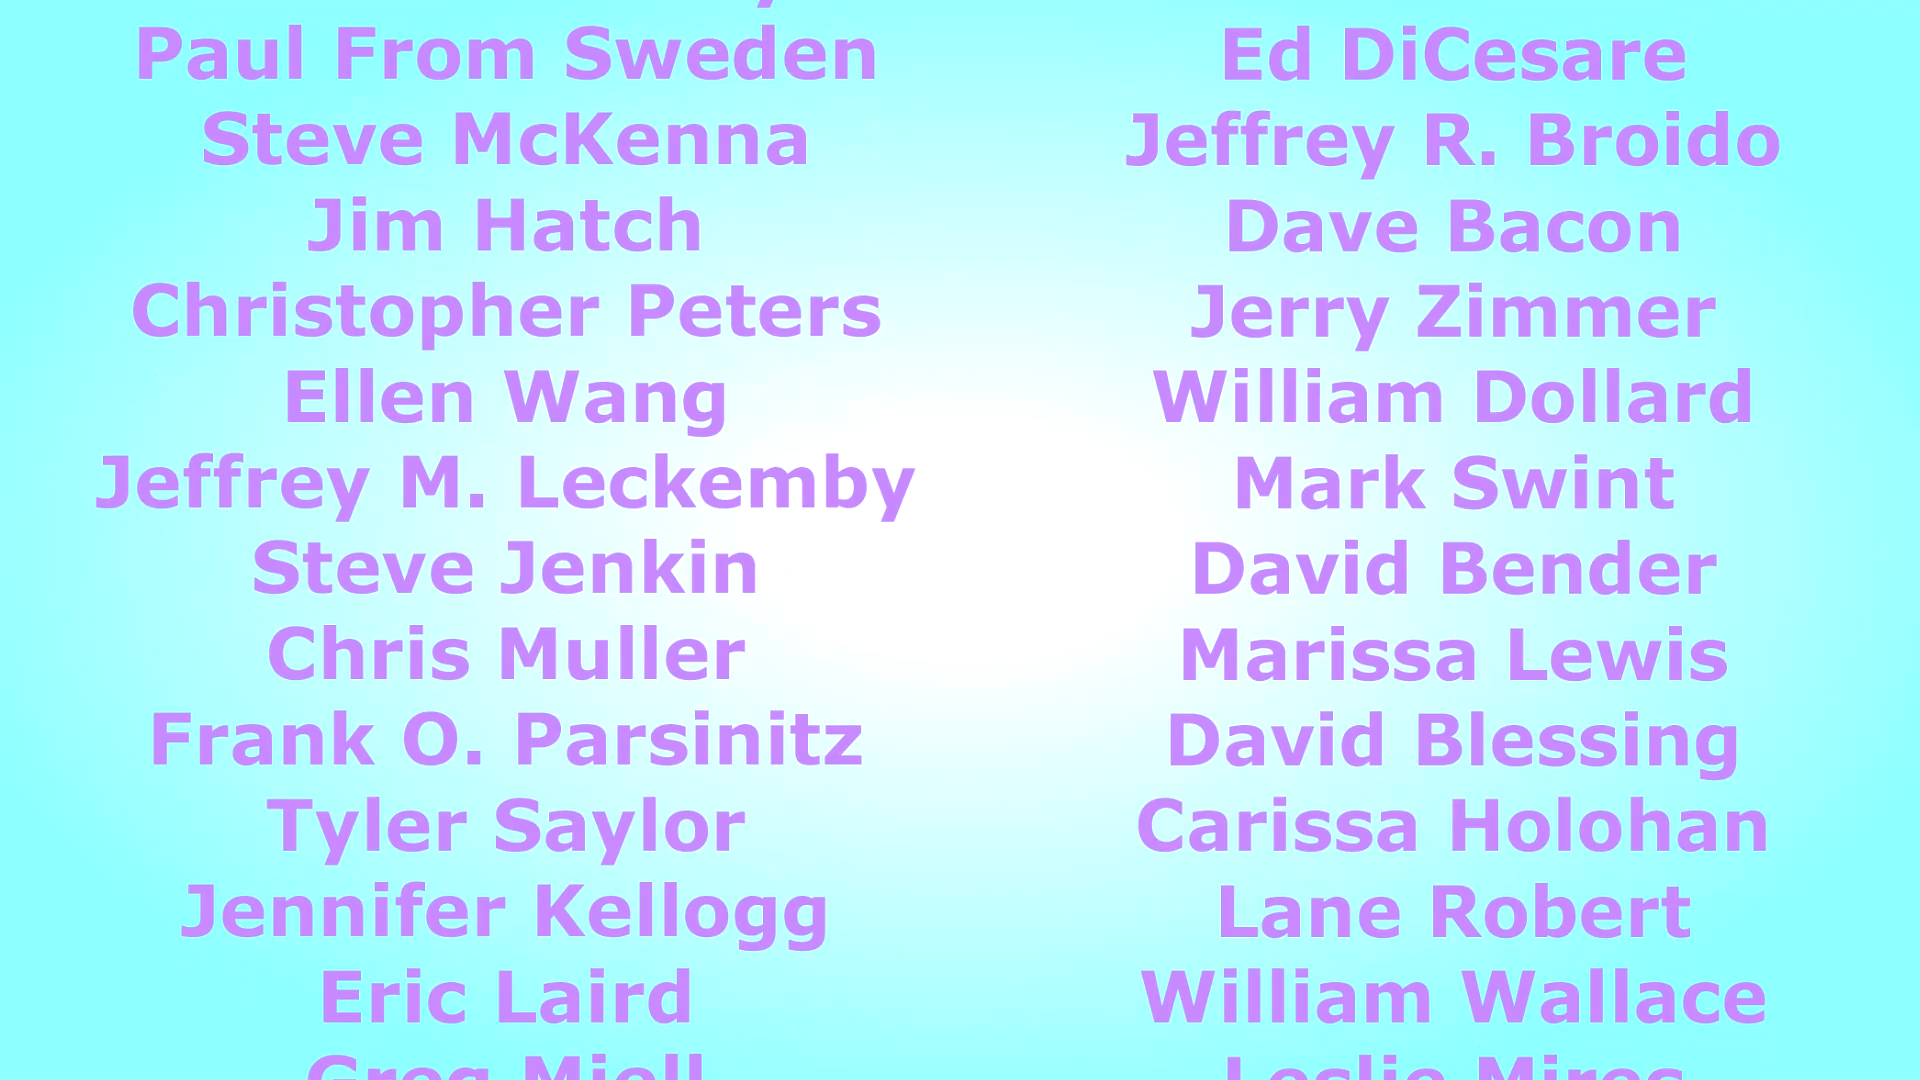 Paul From Sweden
Steve McKenna
Jim Hatch
Christopher Peters
Ellen Wang
Jeffrey M. Leckemby
Steve Jenkin
Chris Muller
Frank O. Parsinitz
Tyler Saylor
Jennifer Kellogg
Eric Laird
Greg
Ed DiCesare
Jeffrey R. Broido
Dave Bacon
Jerry Zimmer
William Dollard
Mark Swint
David Bender
Marissa Lewis
David Blessing
Carissa Holohan
Lane Robert
William Wallace
Leslie